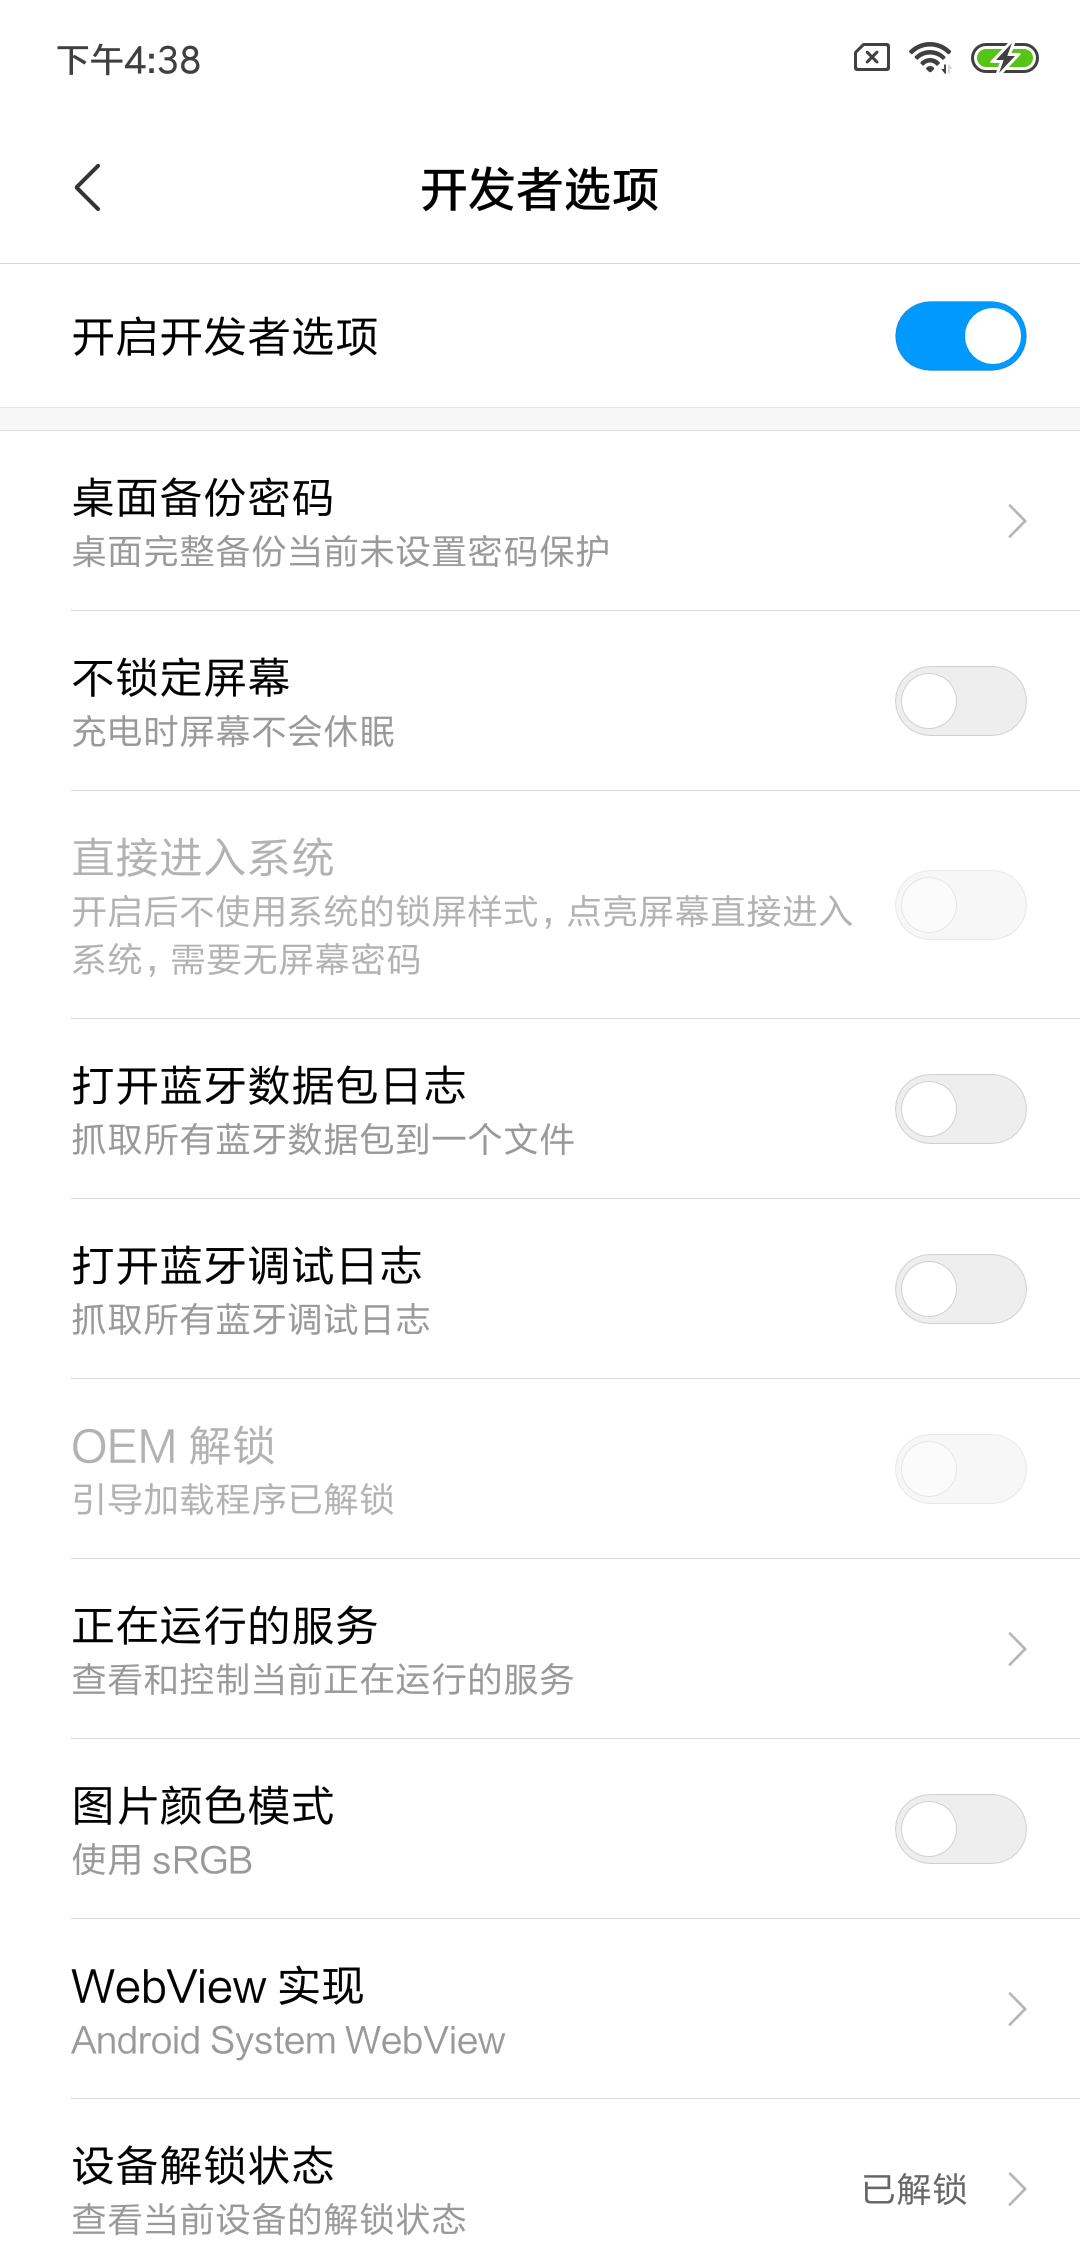 下午4:38
开发者选项
开启开发者选项
桌面备份密码
桌面完整备份当前未设置密码保护
不锁定屏幕
充电时屏幕不会休眠
直接进入系统
开启后不使用系统的锁屏样式，点亮屏幕直接进入
系统，需要无屏幕密码
打开蓝牙数据包日志
抓取所有蓝牙数据包到一个文件
打开蓝牙调试日志
抓取所有蓝牙调试日志
OEM 解锁
引导加载程序已解锁
正在运行的服务
查看和控制当前正在运行的服务
图片颜色模式
使用 sRGB
WebView 实现
Android System WebView
设备解锁状态
已解锁
查看当前设备的解锁状态